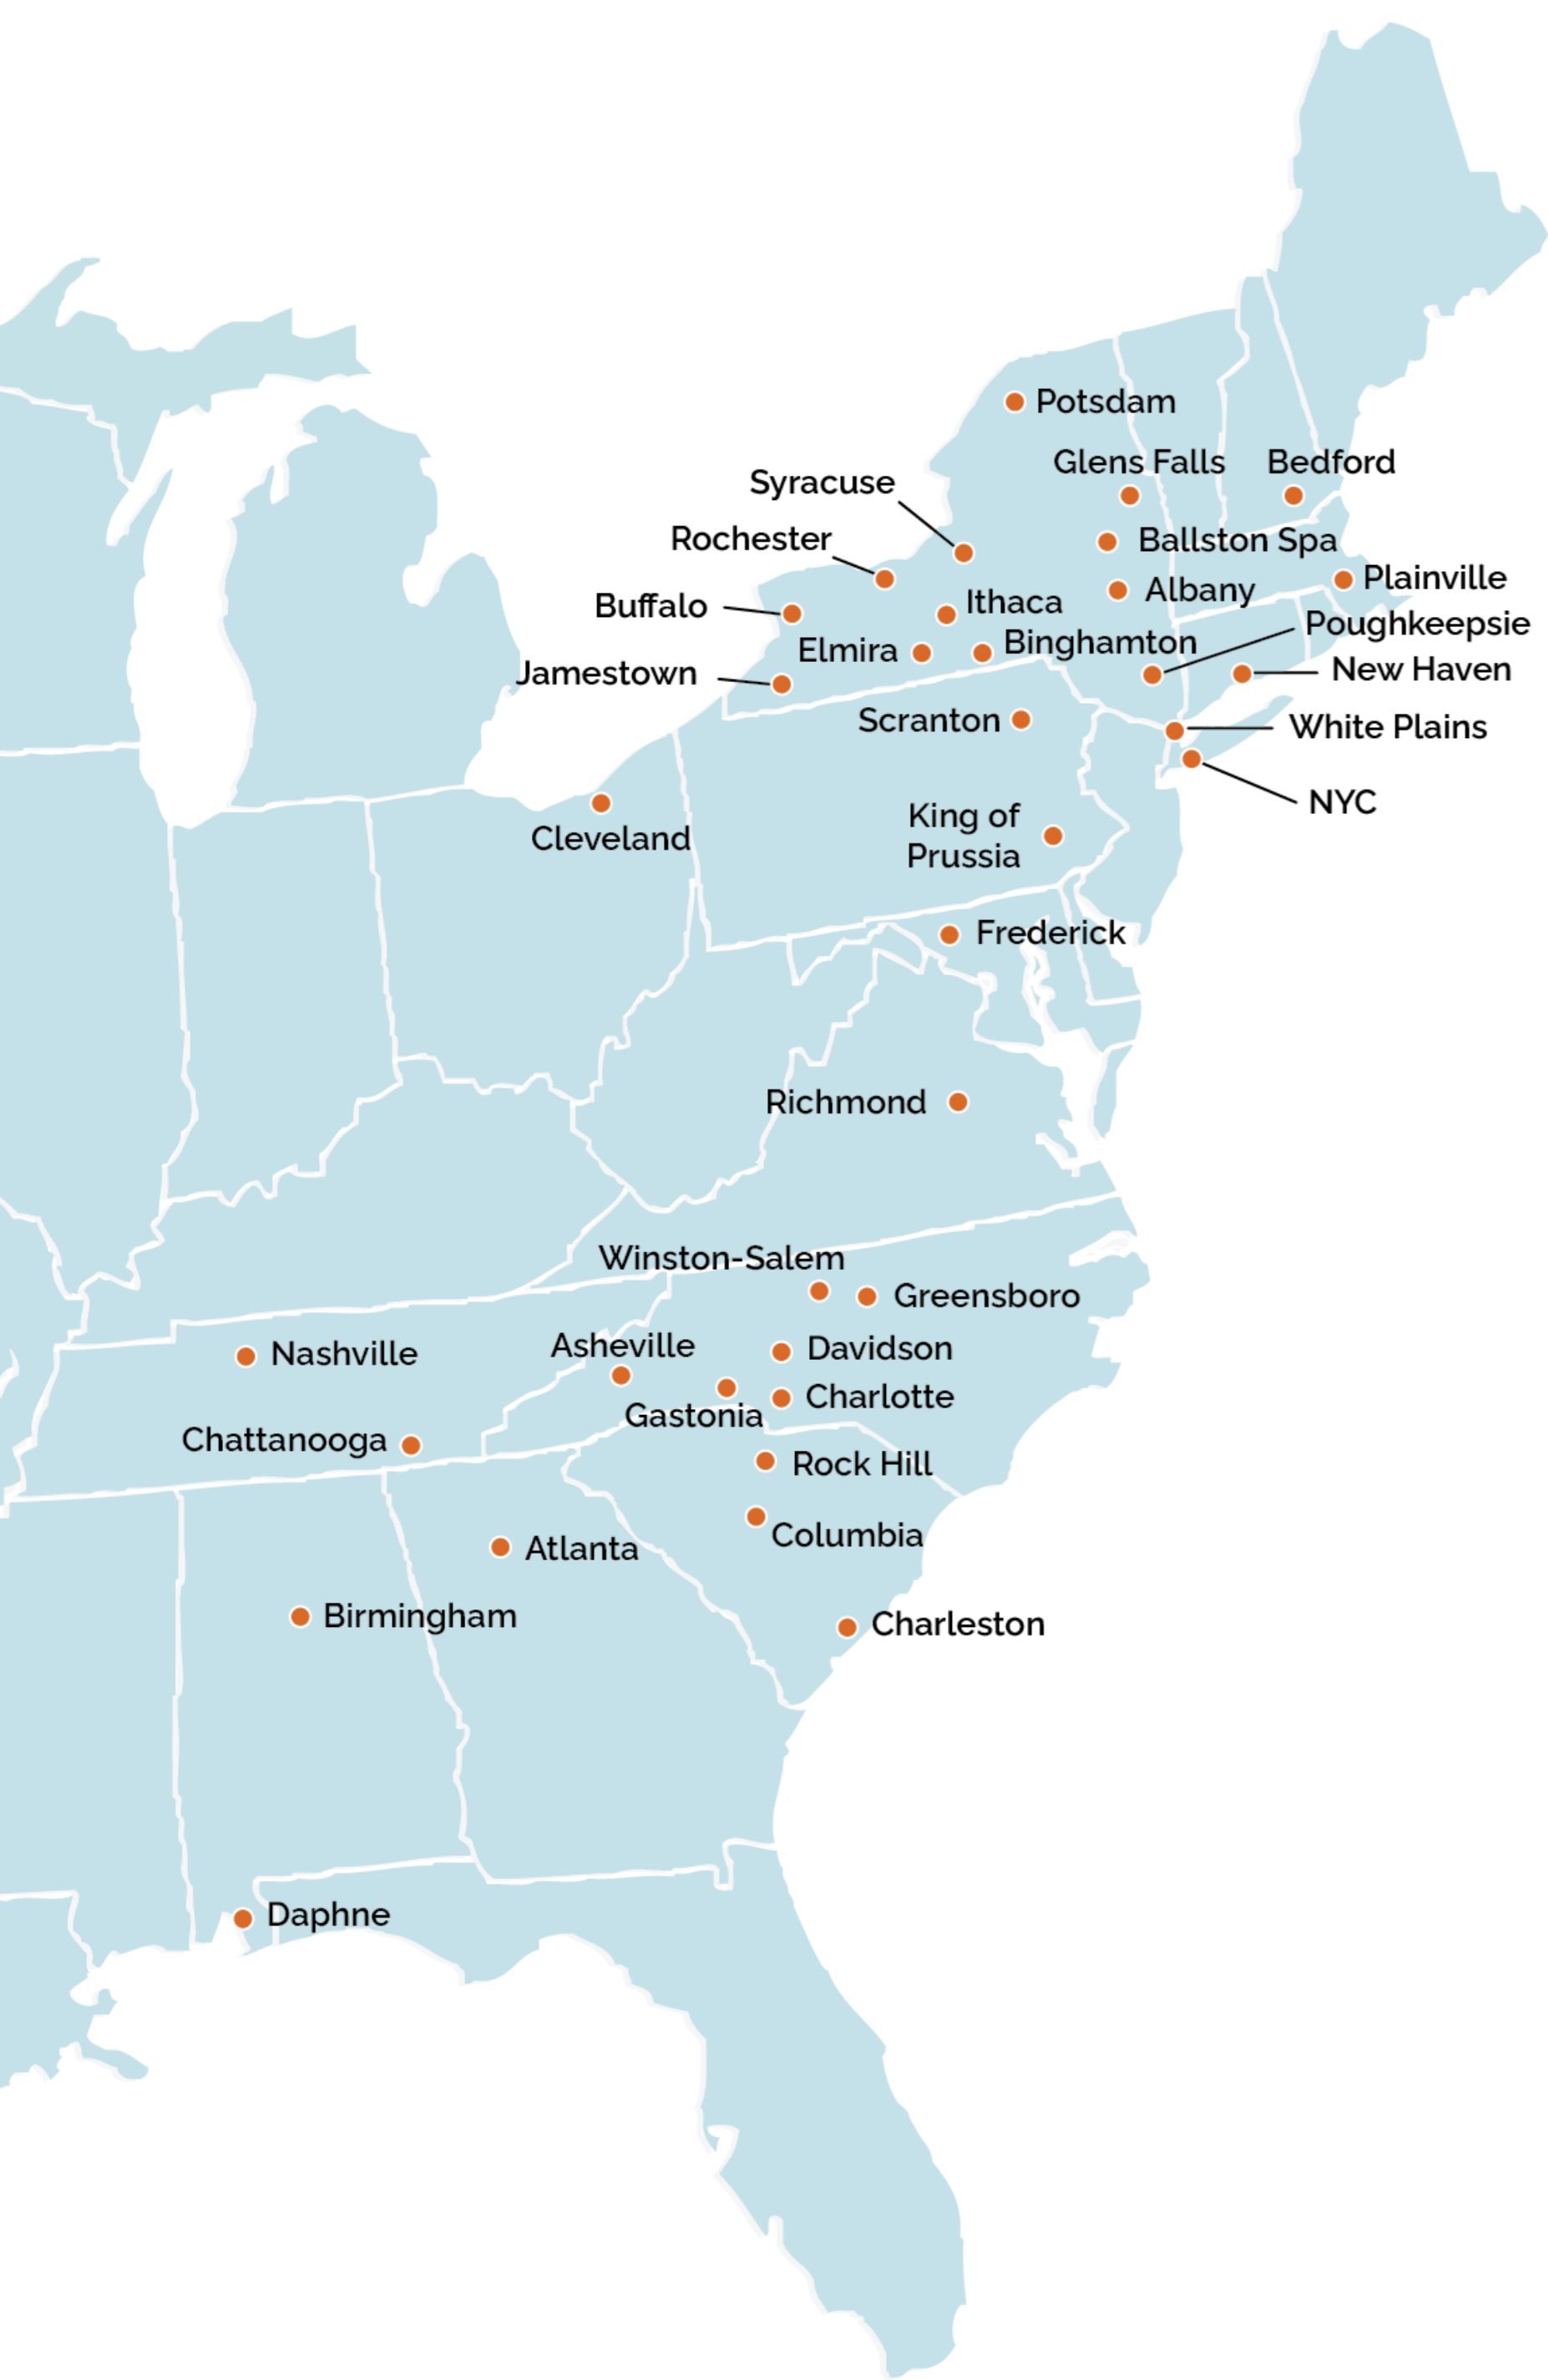 Potsdam
Glens Falls
Bedford
Syracuse
Rochester
Ballston Spa
Plainville
Albany
Ithaca
Buffalo
Poughkeepsie
Binghamton
Elmira
New Haven
Jamestown
Scranton
White Plains
NYC
King of
Prussia
Cleveland
Frederick
Richmond
Winston-Salem
Greensboro
Asheville
Davidson
Nashville
Charlotte
Gastonia
Chattanooga
Rock Hill
Columbia
Atlanta
Birmingham
Charleston
Daphne